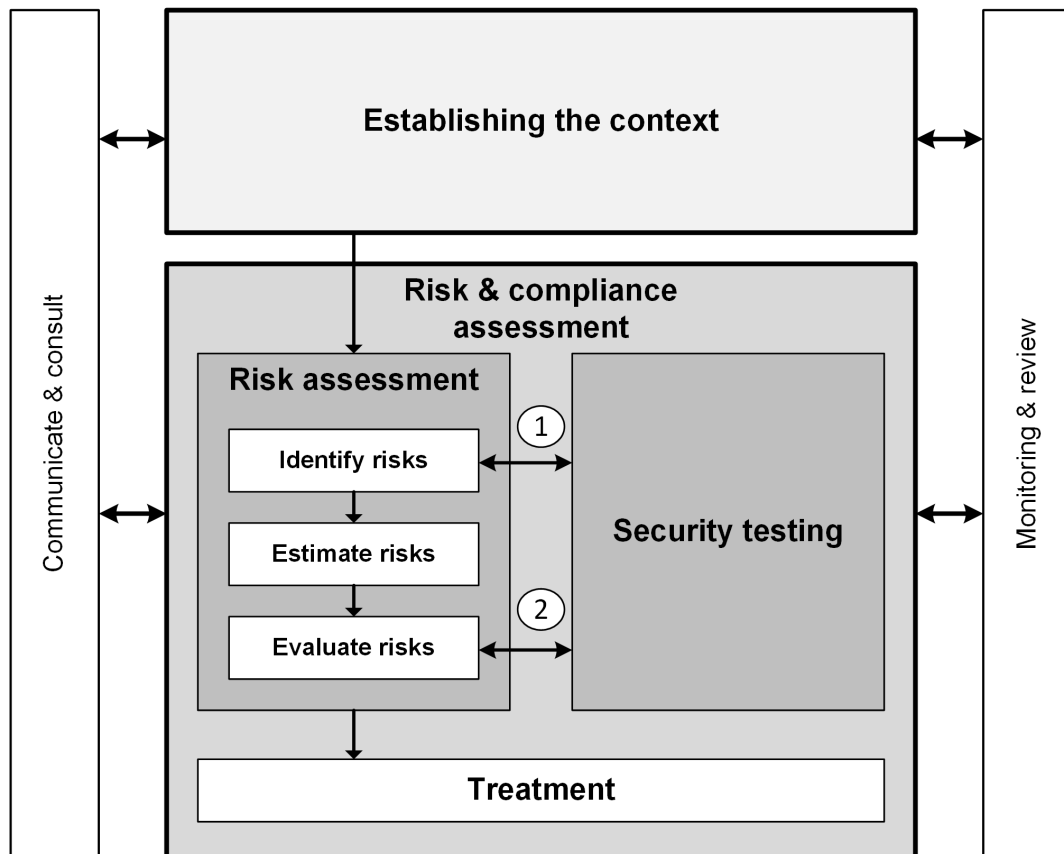 Establishing the context
Communicate & consult
Monitoring & review
Risk & compliance
assessment
Risk assessment
Identify risks
1
Estimate risks
Security testing
2
Evaluate risks
Treatment